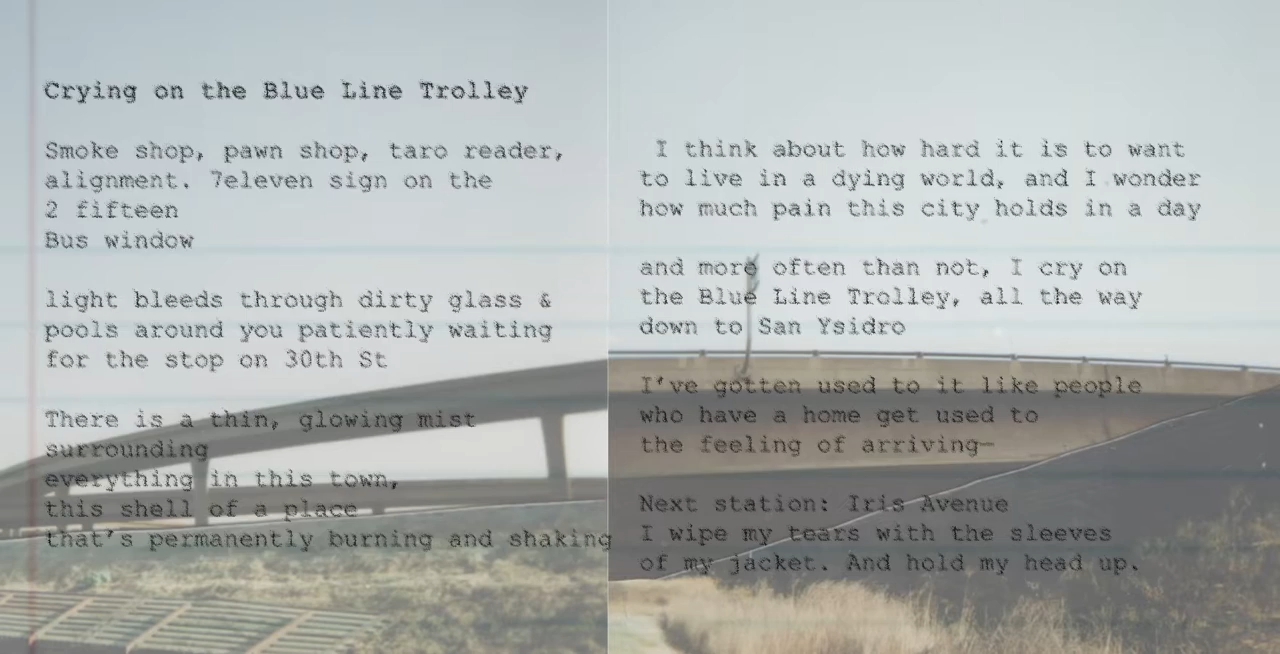 Crying on the Blue Line Trolley
Smoke shop, pawn shop, taro reader,
alignment. 7eleven sign on the
2 fifteen
Bus window
light bleeds through dirty glass &
pools around you patiently waiting
for the stop on 30th St
There is a thin, glowing mist
surrounding
everything in this town,
this shell of a place
that's permanently burning and shaking
I think about how hard it is to want
to live in a dying world, and I wonder
how much pain this city holds in a day
and more often than not, I cry on
the Blue Line Trolley, all the way
down to San Ysidro
I've gotten used to it like people
who have a home get used to
the feeling of arriving—
Next station: Iris Avenue
I wipe my tears with the sleeves
of my jacket. And hold my head up.